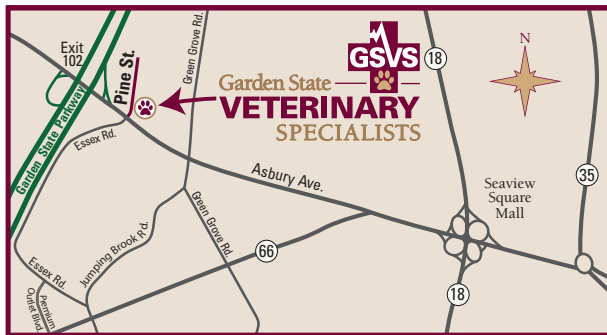 Exit
102
Pine St.
Garden State Parkway
Essex Rd.
Green Grove Rd.
GSVS
Garden State
VETERINARY
SPECIALISTS
18
N
35
Asbury Ave.
Seaview
Square
Mall
Jumping Brook Rd.
Green Grove Rd.
66
Essex Rd.
Premium
Outlet Blvd.
18